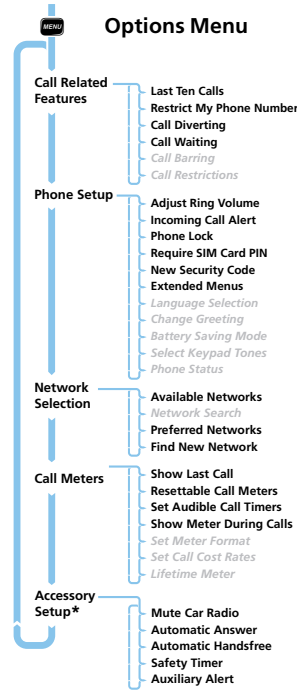 MENU
Options Menu
Call Related
Features
Last Ten Calls
Restrict My Phone Number
Call Diverting
Call Waiting
Call Barring
Call Restrictions
Phone Setup
Adjust Ring Volume
Incoming Call Alert
Phone Lock
Require SIM Card PIN
New Security Code
Extended Menus
Language Selection
Change Greeting
Battery Saving Mode
Select Keypad Tones
Phone Status
Network
Selection
Available Networks
Network Search
Preferred Networks
Find New Network
Call Meters
Show Last Call
Resettable Call Meters
Set Audible Call Timers
Show Meter During Calls
Set Meter Format
Set Call Cost Rates
Lifetime Meter
Accessory
Setup*
Mute Car Radio
Automatic Answer
Automatic Handsfree
Safety Timer
Auxiliary Alert